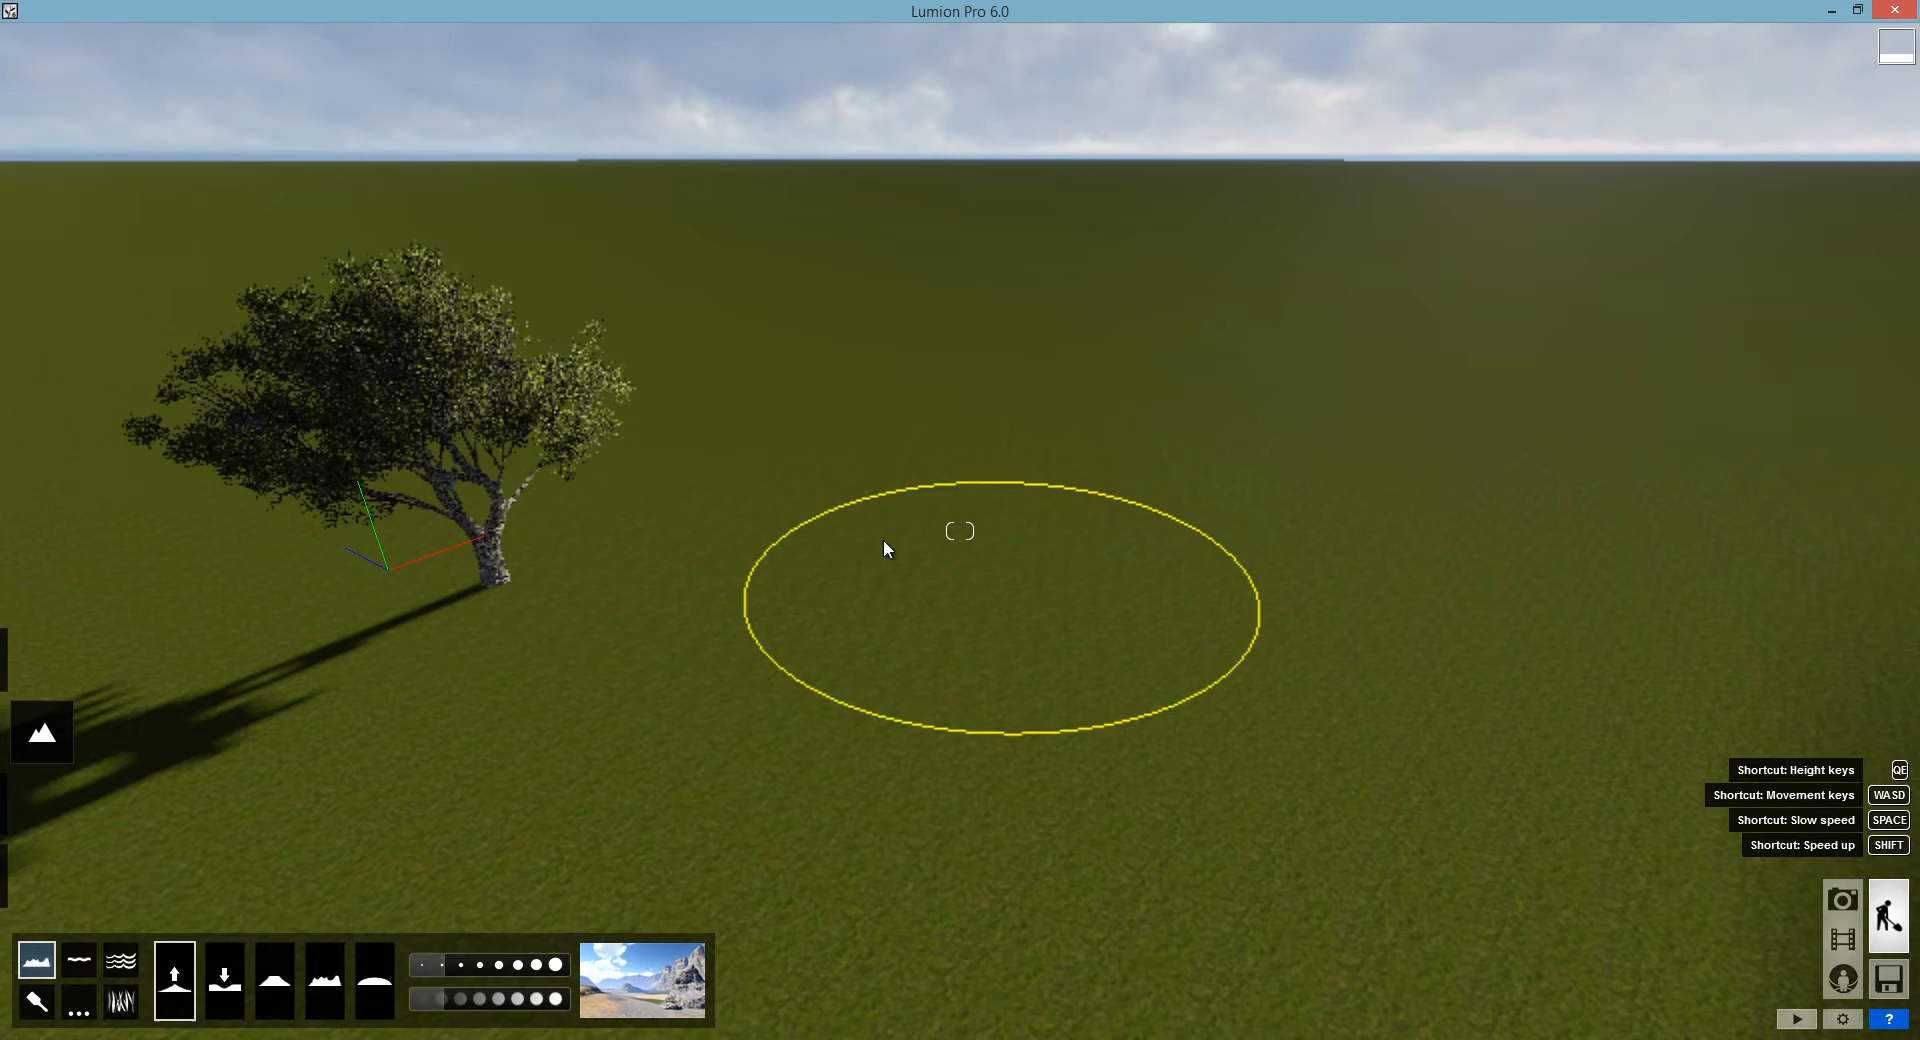 Lumion Pro 6.0
Shortcut: Height keys QE
Shortcut: Movement keys WASD
Shortcut: Slow speed SPACE
Shortcut: Speed up SHIFT
?